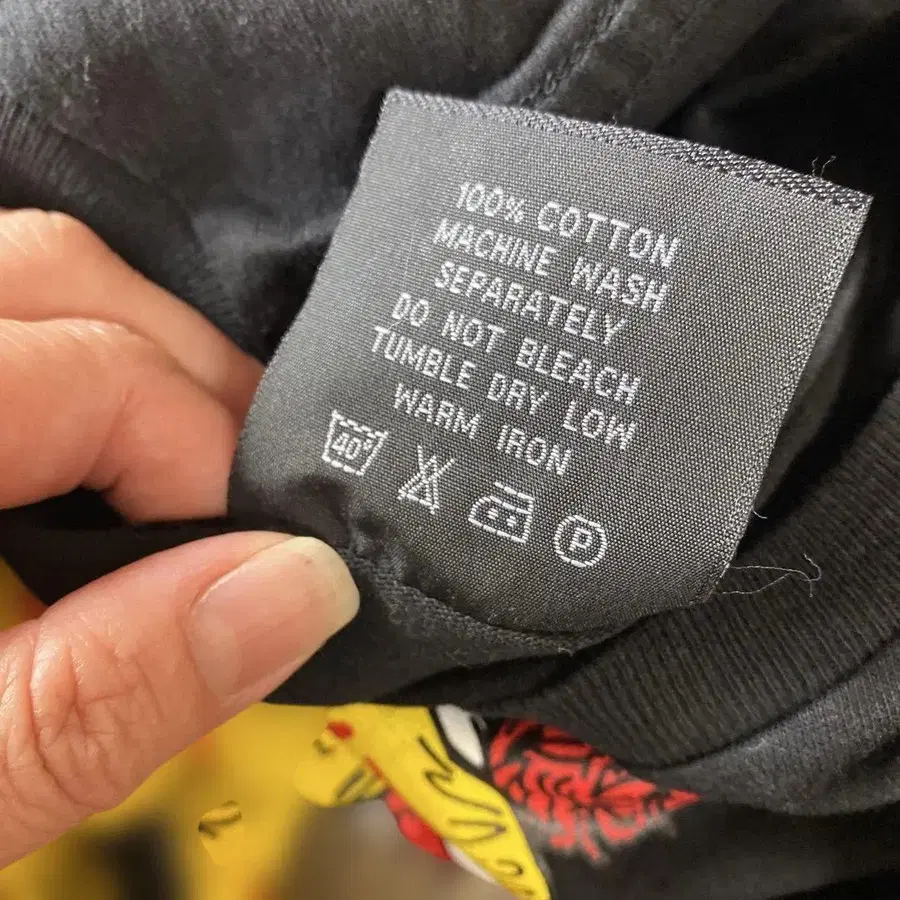 100% COTTON
MACHINE WASH
SEPARATELY
DO NOT BLEACH
TUMBLE DRY LOW
WARM IRON
40°
P